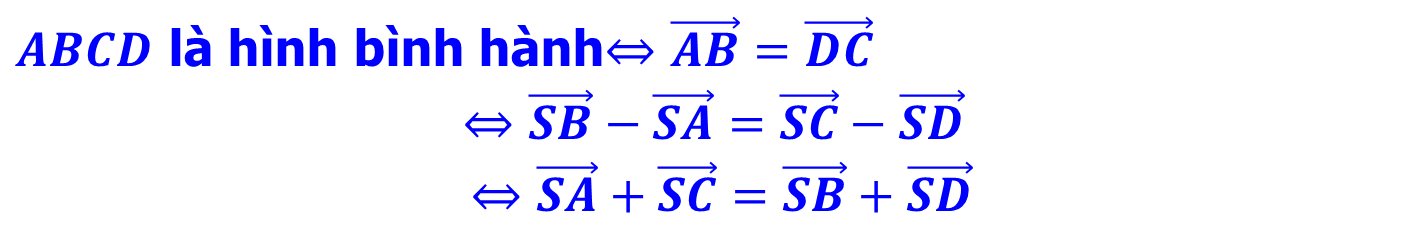 ABCD là hình bình hành⇔ $\overrightarrow{AB} = \overrightarrow{DC}$
⇔ $\overrightarrow{SB} - \overrightarrow{SA} = \overrightarrow{SC} - \overrightarrow{SD}$
⇔ $\overrightarrow{SA} + \overrightarrow{SC} = \overrightarrow{SB} + \overrightarrow{SD}$